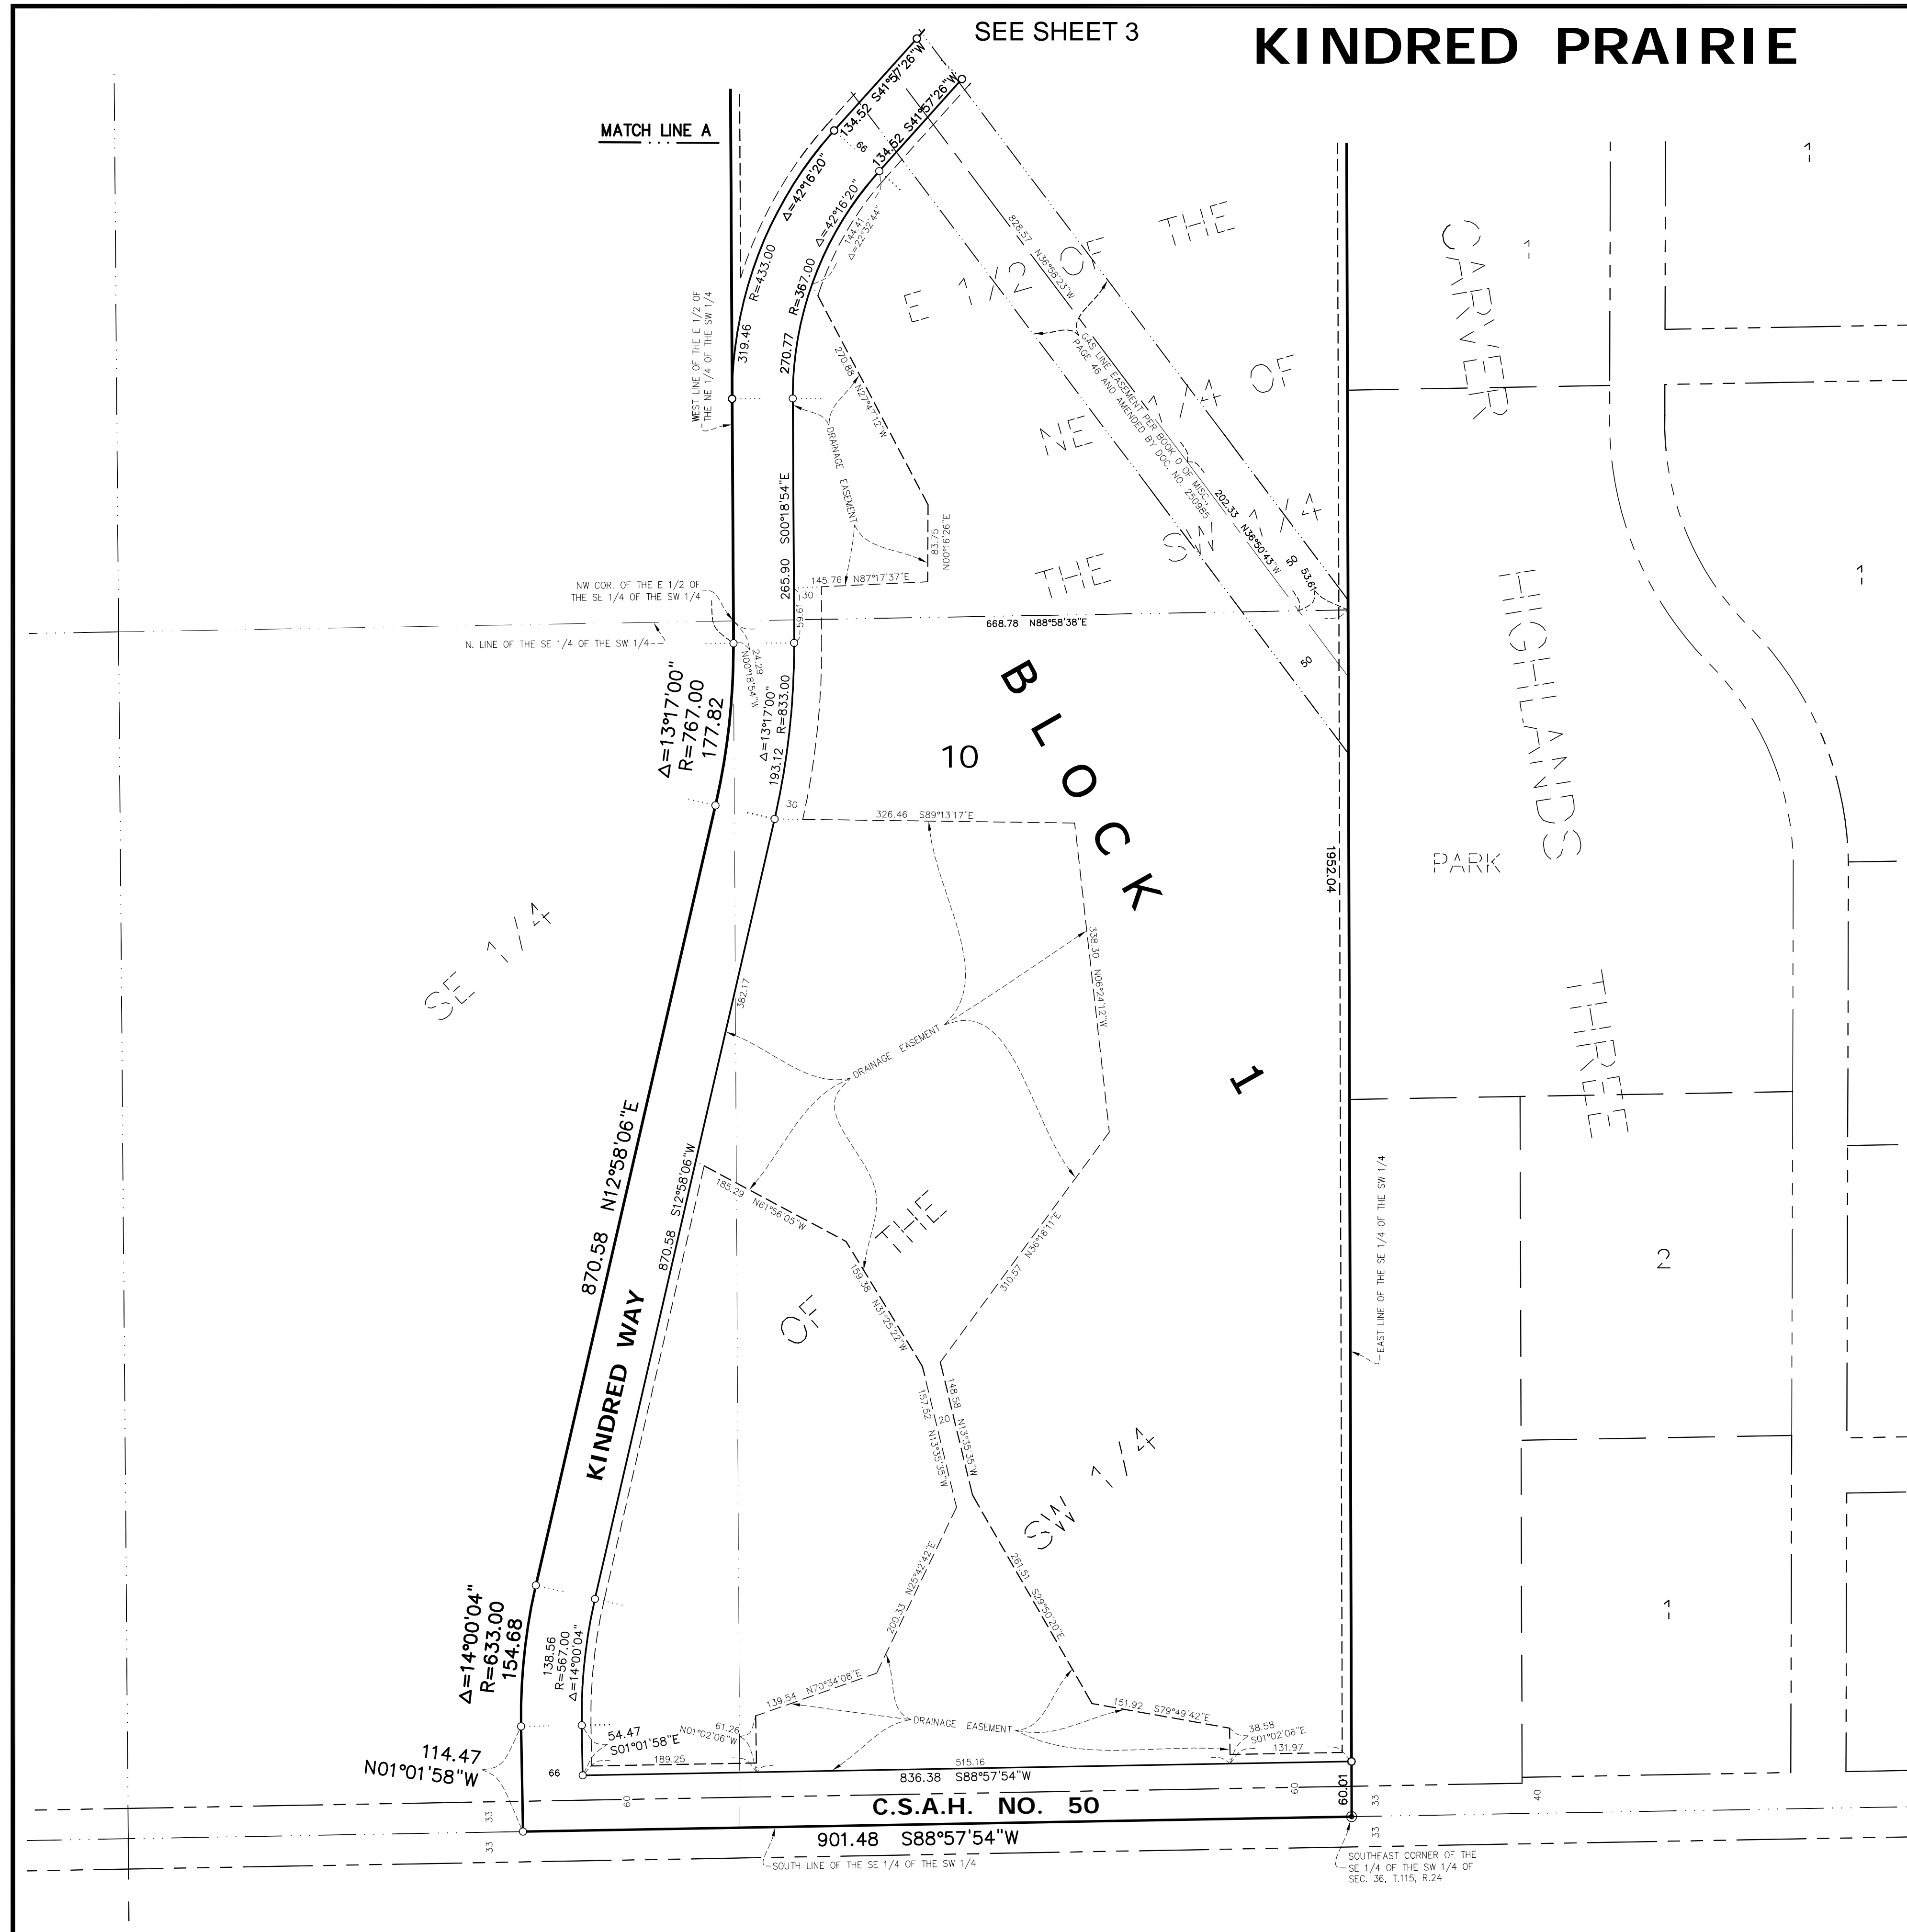 SEE SHEET 3
KINDRED PRAIRIE
MATCH LINE A
134.52 S41°57'26"W
134.52 S41°57'26"W
66
Δ=42°16'20"
R=433.00
319.46
Δ=42°16'20"
R=367.00
270.77
144.41
Δ=22°32'44"
WEST LINE OF THE E 1/2 OF
THE NE 1/4 OF THE SW 1/4
828.57 N36°58'23"W
E 1/2 OF THE
NE 1/4 OF
THE SW 1/4
GAS LINE EASEMENT PER BOOK O OF MISC.,
PAGE 46 AND AMENDED BY DOC. NO. 250985
202.33 N36°50'43"W
50
53.61
50
270.88 N27°47'12"W
DRAINAGE EASEMENT
83.75
N00°16'26"E
145.76 N87°17'37"E
265.90 S00°18'54"E
30
59.61
NW COR. OF THE E 1/2 OF
THE SE 1/4 OF THE SW 1/4
N. LINE OF THE SE 1/4 OF THE SW 1/4
668.78 N88°58'38"E
24.29
N00°18'54"W
Δ=13°17'00"
R=767.00
177.82
Δ=13°17'00"
193.12 R=833.00
30
10
BLOCK 1
326.46 S89°13'17"E
1952.04
338.30 N06°24'12"W
382.17
DRAINAGE EASEMENT
SE 1/4
OF THE
SW 1/4
870.58 N12°58'06"E
870.58 S12°58'06"W
KINDRED WAY
185.29 N61°56'05"W
159.38 N31°25'22"W
310.57 N36°18'11"E
157.52 N13°35'35"W
20
148.58 N13°35'35"W
200.33 N25°42'42"E
261.51 S29°50'20"E
139.54 N70°34'08"E
151.92 S79°49'42"E
DRAINAGE EASEMENT
Δ=14°00'04"
R=633.00
154.68
138.56
R=567.00
Δ=14°00'04"
54.47
S01°01'58"E
61.26
N01°02'06"W
189.25
38.58
S01°02'06"E
131.97
515.16
114.47
N01°01'58"W
66
836.38 S88°57'54"W
60
60
60.01
33
33
C.S.A.H. NO. 50
33
33
40
901.48 S88°57'54"W
SOUTH LINE OF THE SE 1/4 OF THE SW 1/4
SOUTHEAST CORNER OF THE
SE 1/4 OF THE SW 1/4 OF
SEC. 36, T.115, R.24
EAST LINE OF THE SE 1/4 OF THE SW 1/4
CARVER
HIGHLANDS
THREE
PARK
1
1
1
2
1